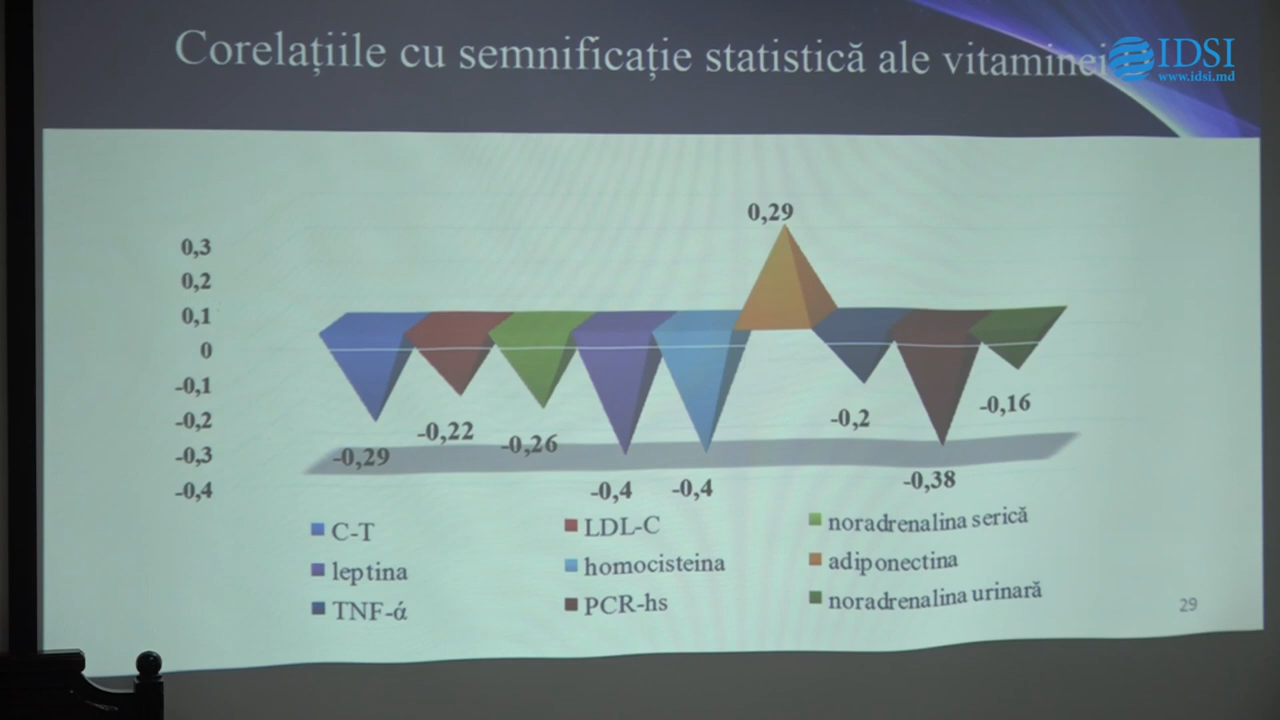 Corelațiile cu semnificație statistică ale vitaminei
IDSI
www.idsi.md
0,29
0,3
0,2
0,1
0
-0,1
-0,2
-0,3
-0,4
-0,29
-0,22
-0,26
-0,4
-0,4
-0,2
-0,38
-0,16
C-T
LDL-C
noradrenalina serică
leptina
homocisteina
adiponectina
TNF-ά
PCR-hs
noradrenalina urinară
29